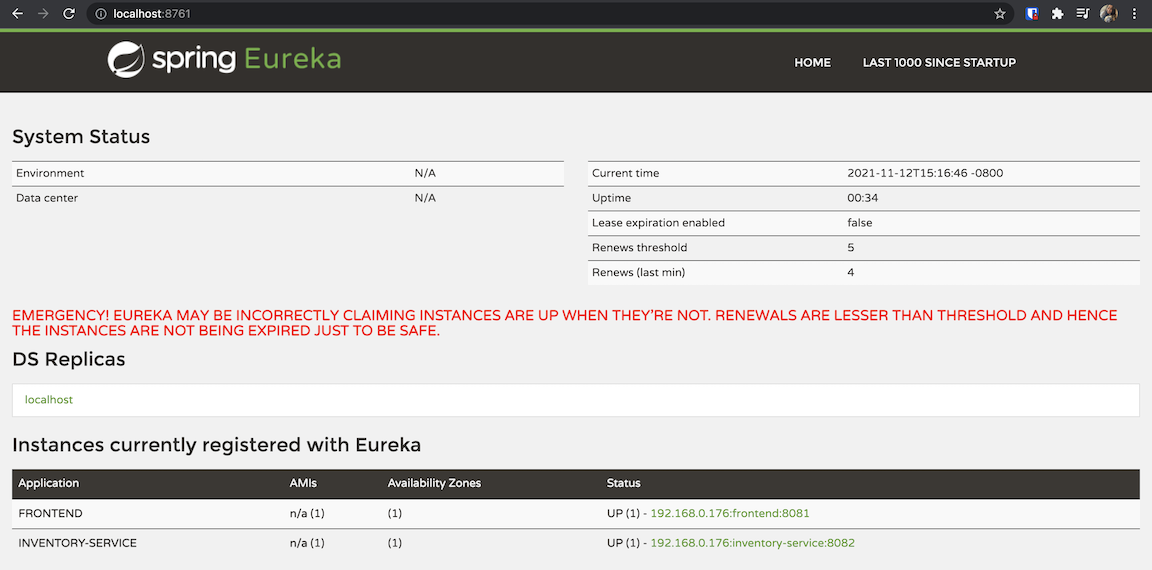 localhost:8761
spring Eureka
HOME LAST 1000 SINCE STARTUP
System Status
Environment N/A
Data center N/A
Current time 2021-11-12T15:16:46 -0800
Uptime 00:34
Lease expiration enabled false
Renews threshold 5
Renews (last min) 4
EMERGENCY! EUREKA MAY BE INCORRECTLY CLAIMING INSTANCES ARE UP WHEN THEY'RE NOT. RENEWALS ARE LESSER THAN THRESHOLD AND HENCE
THE INSTANCES ARE NOT BEING EXPIRED JUST TO BE SAFE.
DS Replicas
localhost
Instances currently registered with Eureka
Application AMIs Availability Zones Status
FRONTEND n/a (1) (1) UP (1) - 192.168.0.176:frontend:8081
INVENTORY-SERVICE n/a (1) (1) UP (1) - 192.168.0.176:inventory-service:8082